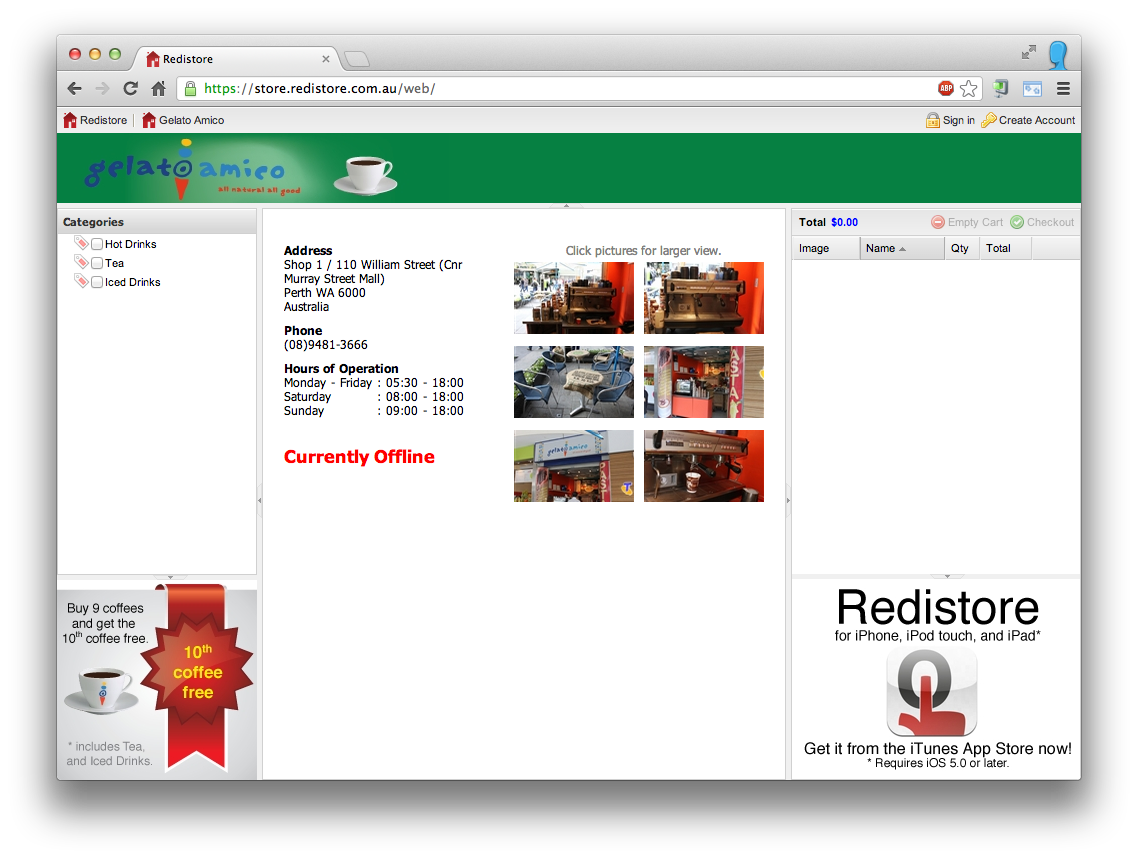 Redistore
https://store.redistore.com.au/web/
ABP
Redistore
Gelato Amico
Sign in
Create Account
gelato amico
all natural all good
Categories
Hot Drinks
Tea
Iced Drinks
Buy 9 coffees
and get the
10th coffee free.
10th
coffee
free
* includes Tea,
and Iced Drinks.
Address
Shop 1 / 110 William Street (Cnr
Murray Street Mall)
Perth WA 6000
Australia
Phone
(08)9481-3666
Hours of Operation
Monday - Friday : 05:30 - 18:00
Saturday : 08:00 - 18:00
Sunday : 09:00 - 18:00
Currently Offline
Click pictures for larger view.
gelato amico
Total $0.00
Empty Cart
Checkout
Image Name Qty Total
Redistore
for iPhone, iPod touch, and iPad*
Get it from the iTunes App Store now!
* Requires iOS 5.0 or later.